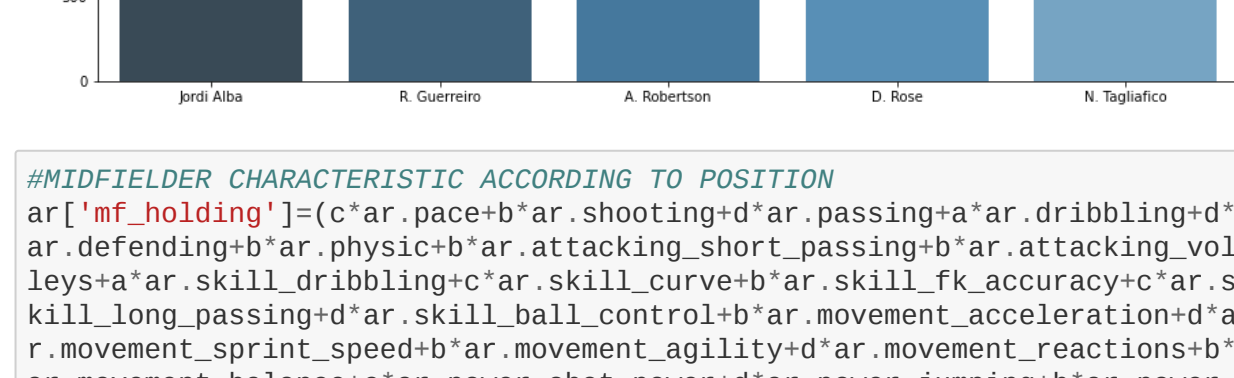 0
Jordi Alba R. Guerreiro A. Robertson D. Rose N. Tagliafico
#MIDFIELDER CHARACTERISTIC ACCORDING TO POSITION
ar['mf_holding']=(c*ar.pace+b*ar.shooting+d*ar.passing+a*ar.dribbling+d*
ar.defending+b*ar.physic+b*ar.attacking_short_passing+b*ar.attacking_vol
leys+a*ar.skill_dribbling+c*ar.skill_curve+b*ar.skill_fk_accuracy+c*ar.s
kill_long_passing+d*ar.skill_ball_control+b*ar.movement_acceleration+d*a
r.movement_sprint_speed+b*ar.movement_agility+d*ar.movement_reactions+b*